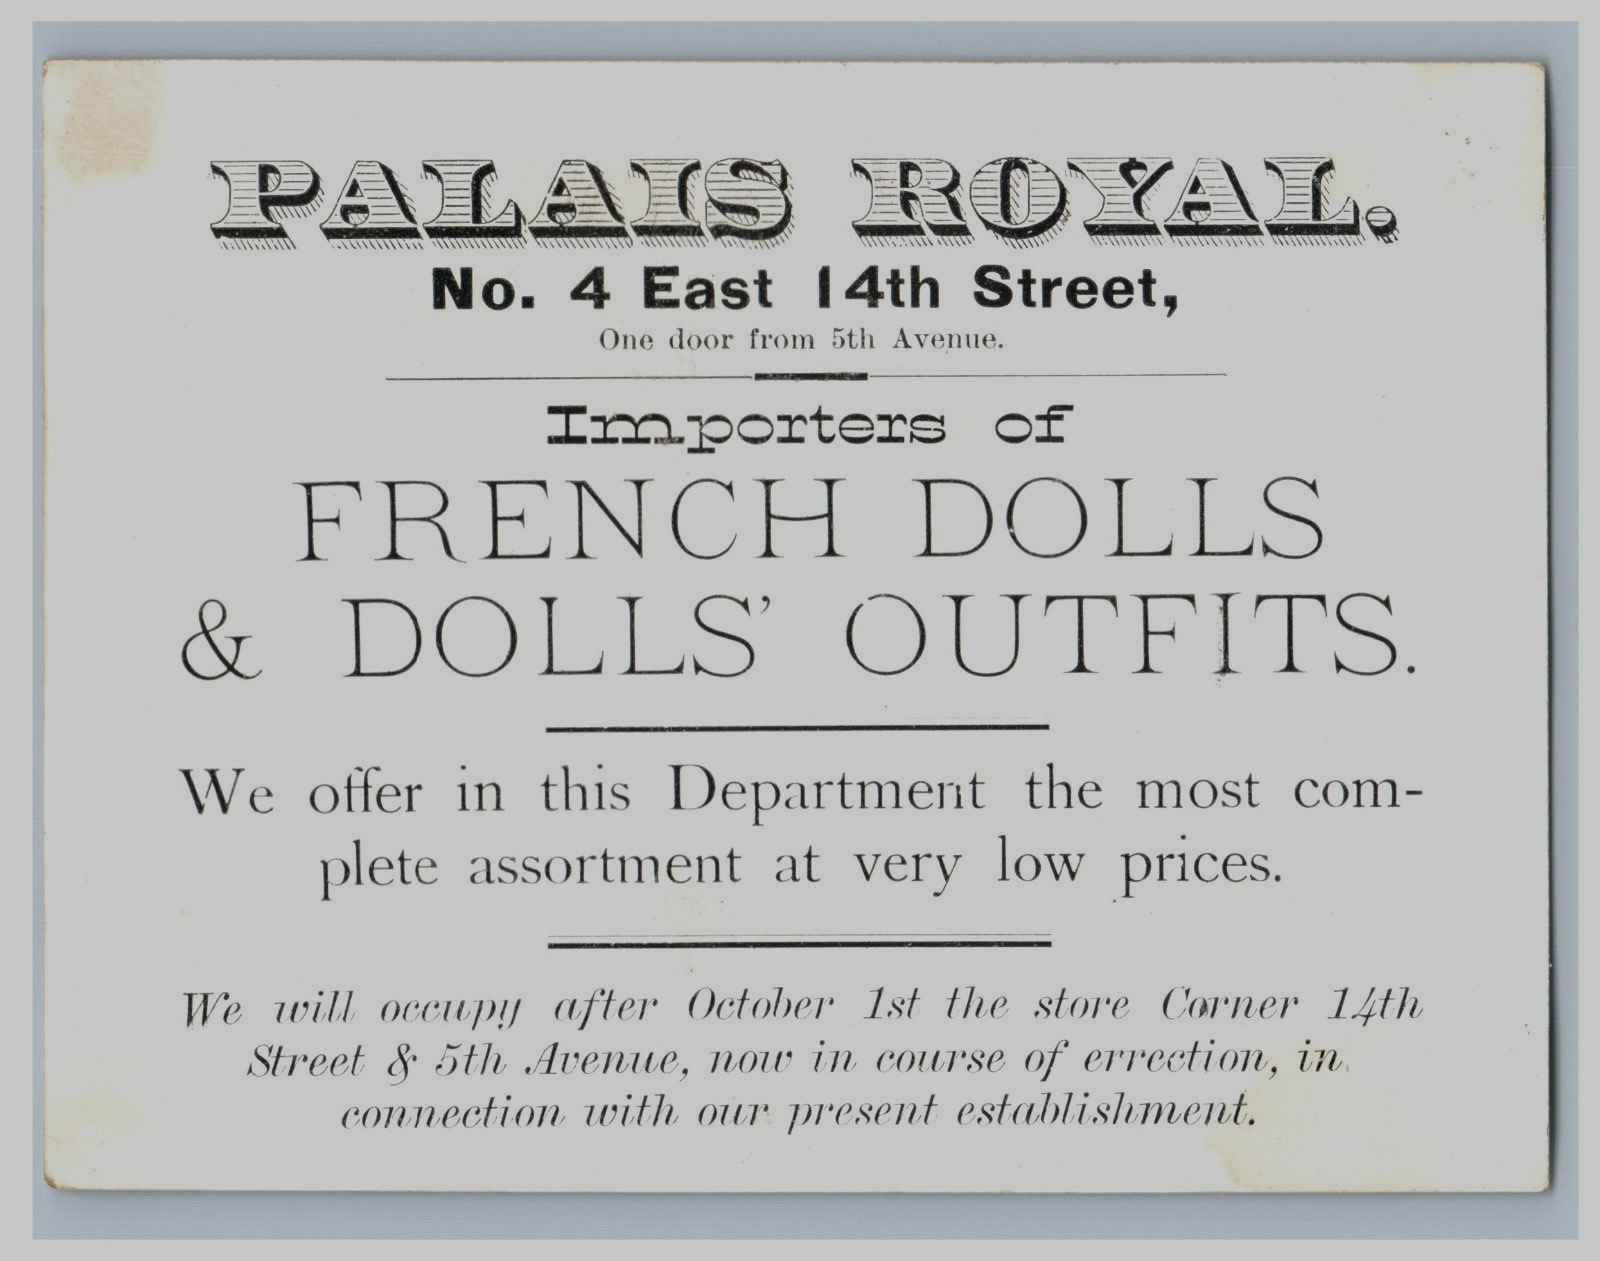 PALAIS ROYAL.
No. 4 East 14th Street,
One door from 5th Avenue.
Importers of
FRENCH DOLLS
& DOLLS' OUTFITS.
We offer in this Department the most com-
plete assortment at very low prices.
We will occupy after October 1st the store Corner 14th
Street & 5th Avenue, now in course of errection, in
connection with our present establishment.